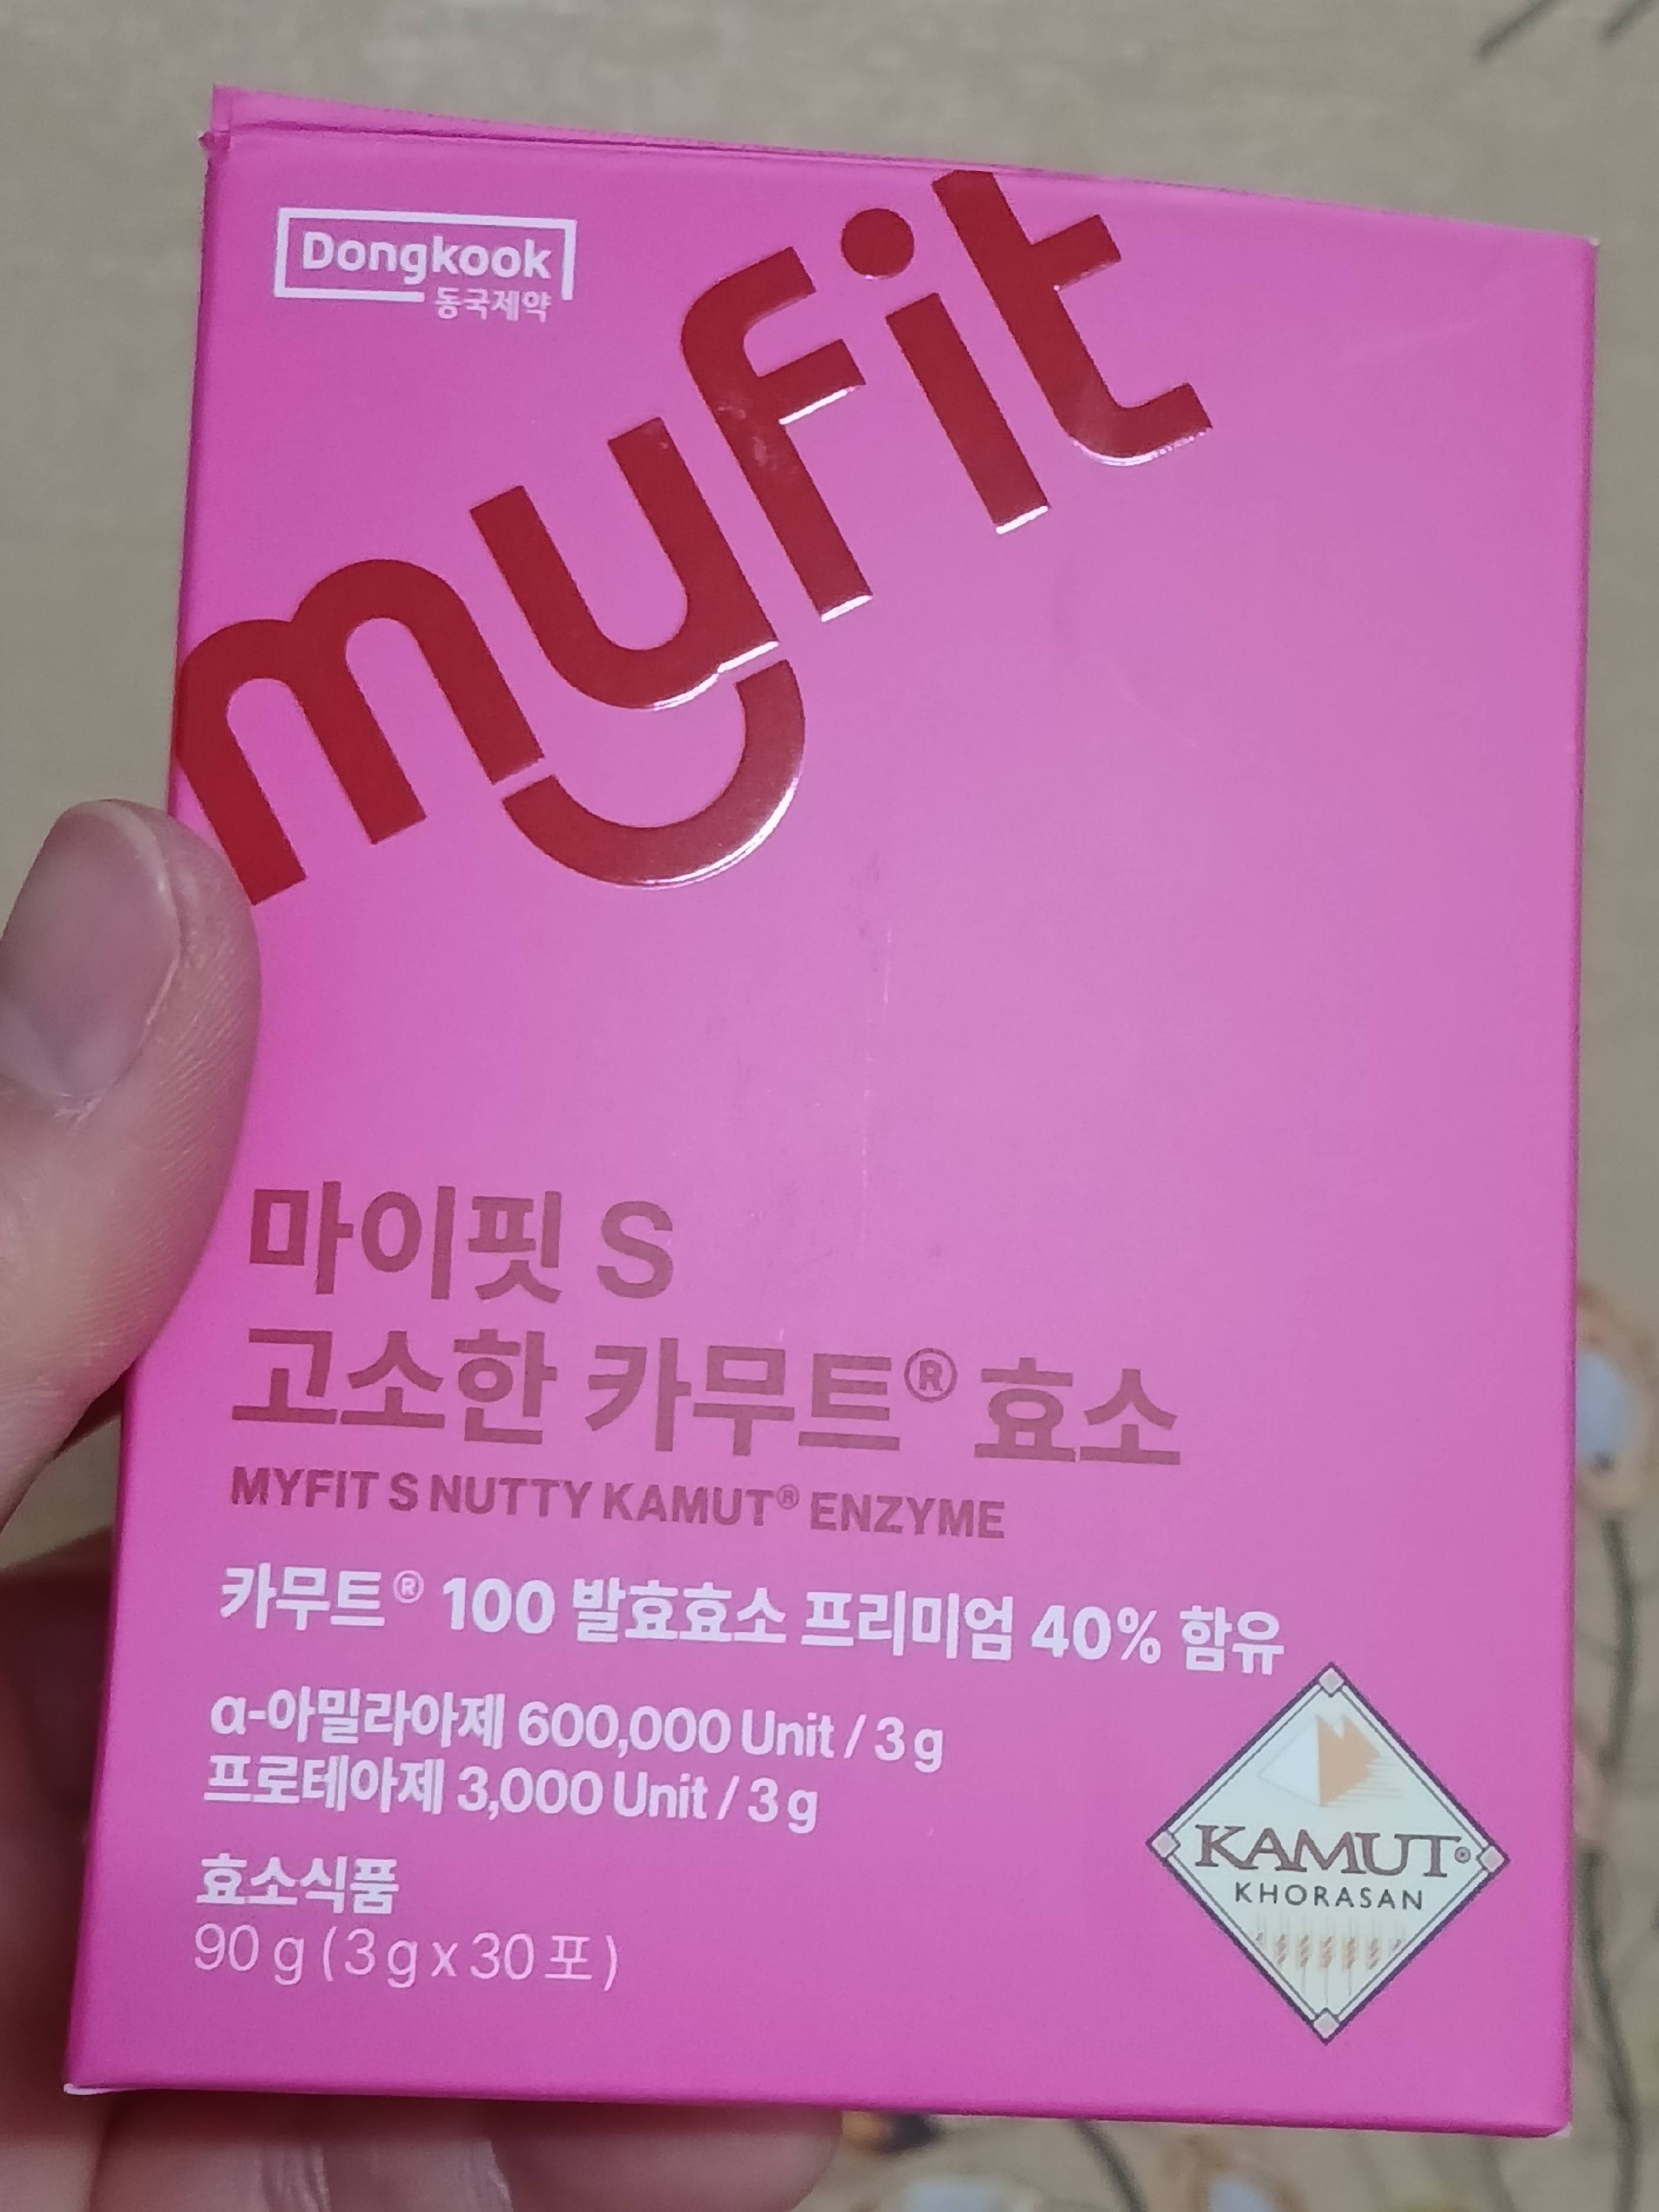 Dongkook
동국제약
myfit
마이핏 S
고소한 카무트® 효소
MYFIT S NUTTY KAMUT® ENZYME
카무트® 100 발효효소 프리미엄 40% 함유
α-아밀라아제 600,000 Unit / 3 g
프로테아제 3,000 Unit / 3 g
효소식품
90 g ( 3 g x 30 포 )
KAMUT®
KHORASAN